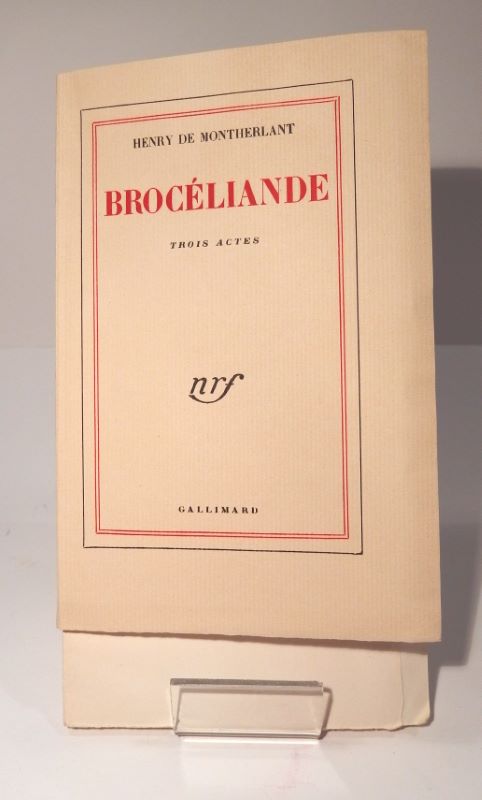 HENRY DE MONTHERLANT
BROCÉLIANDE
TROIS ACTES
nrf
GALLIMARD